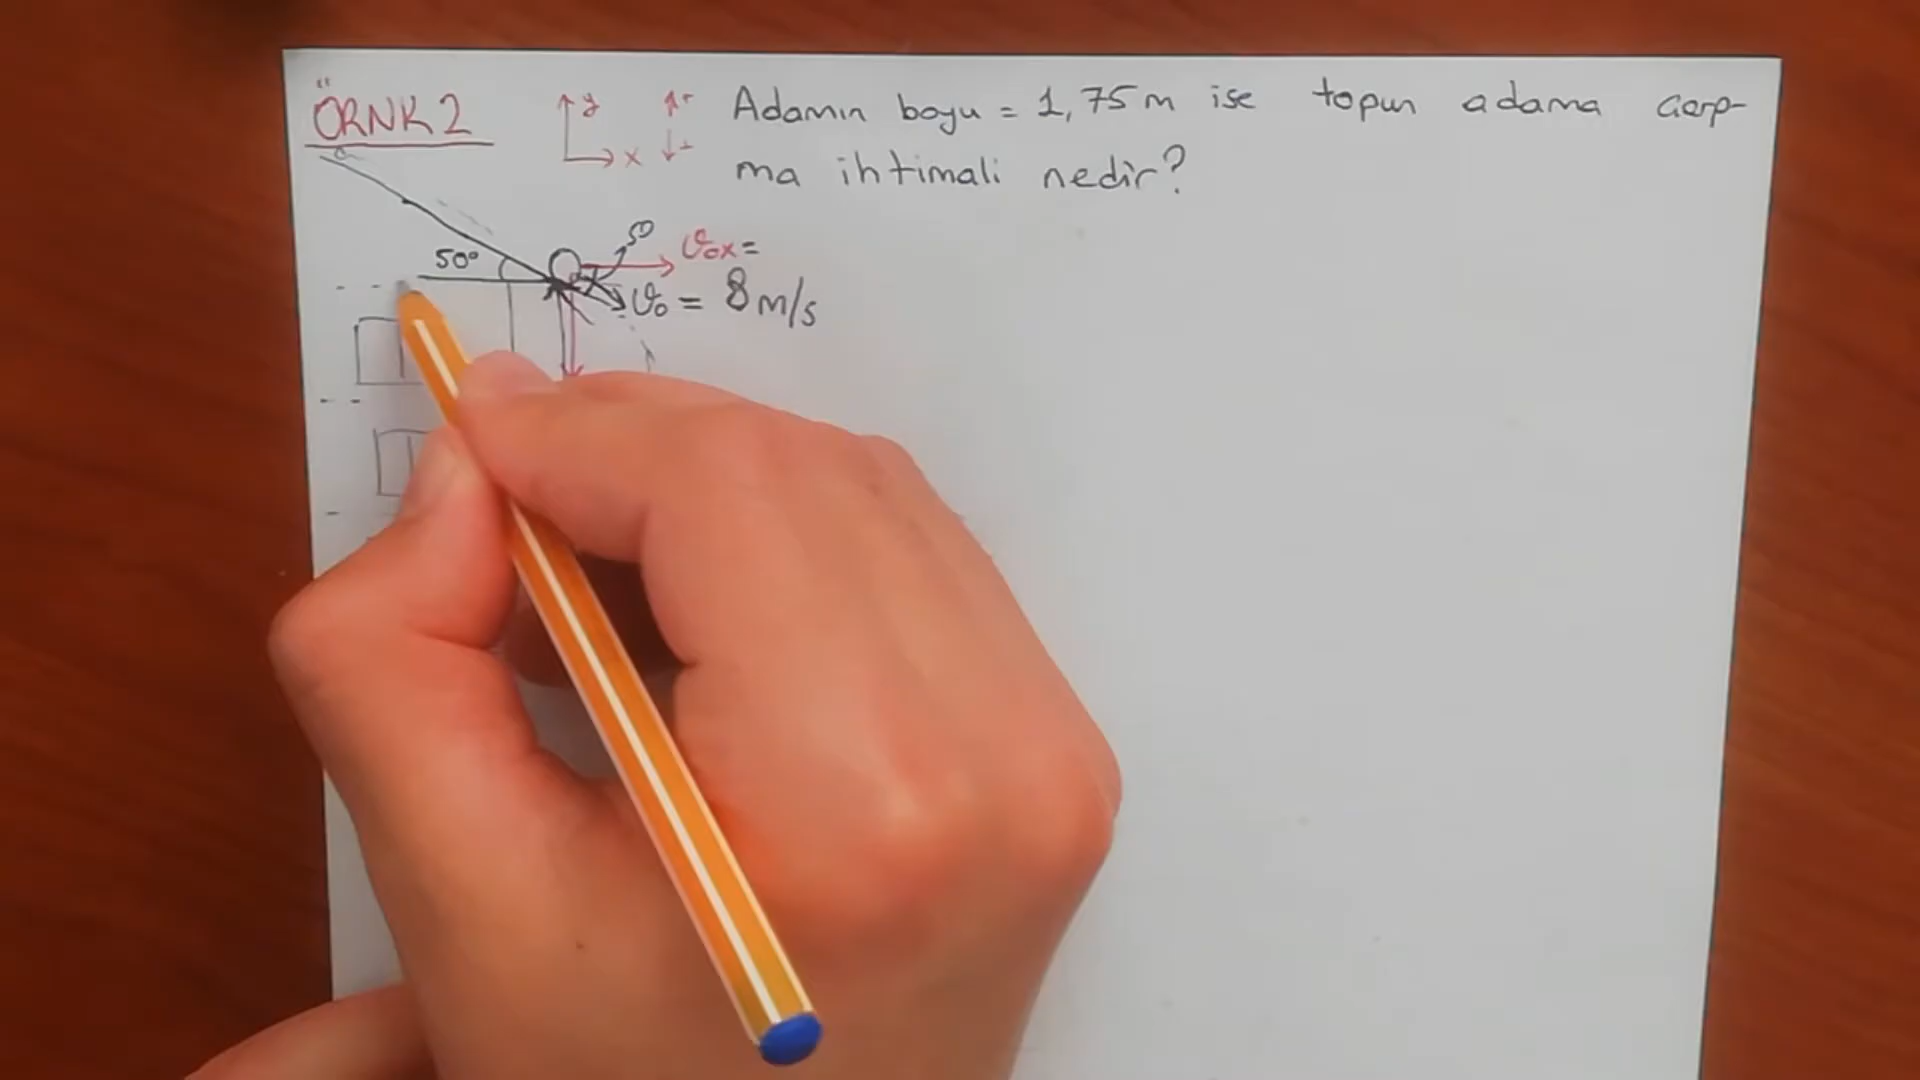 ÖRNK 2
y
x
+
Adamın boyu = 1,75 m ise topun adama çarp-
ma ihtimali nedir?
50°
50
v₀ₓ =
v₀ = 8 m/s